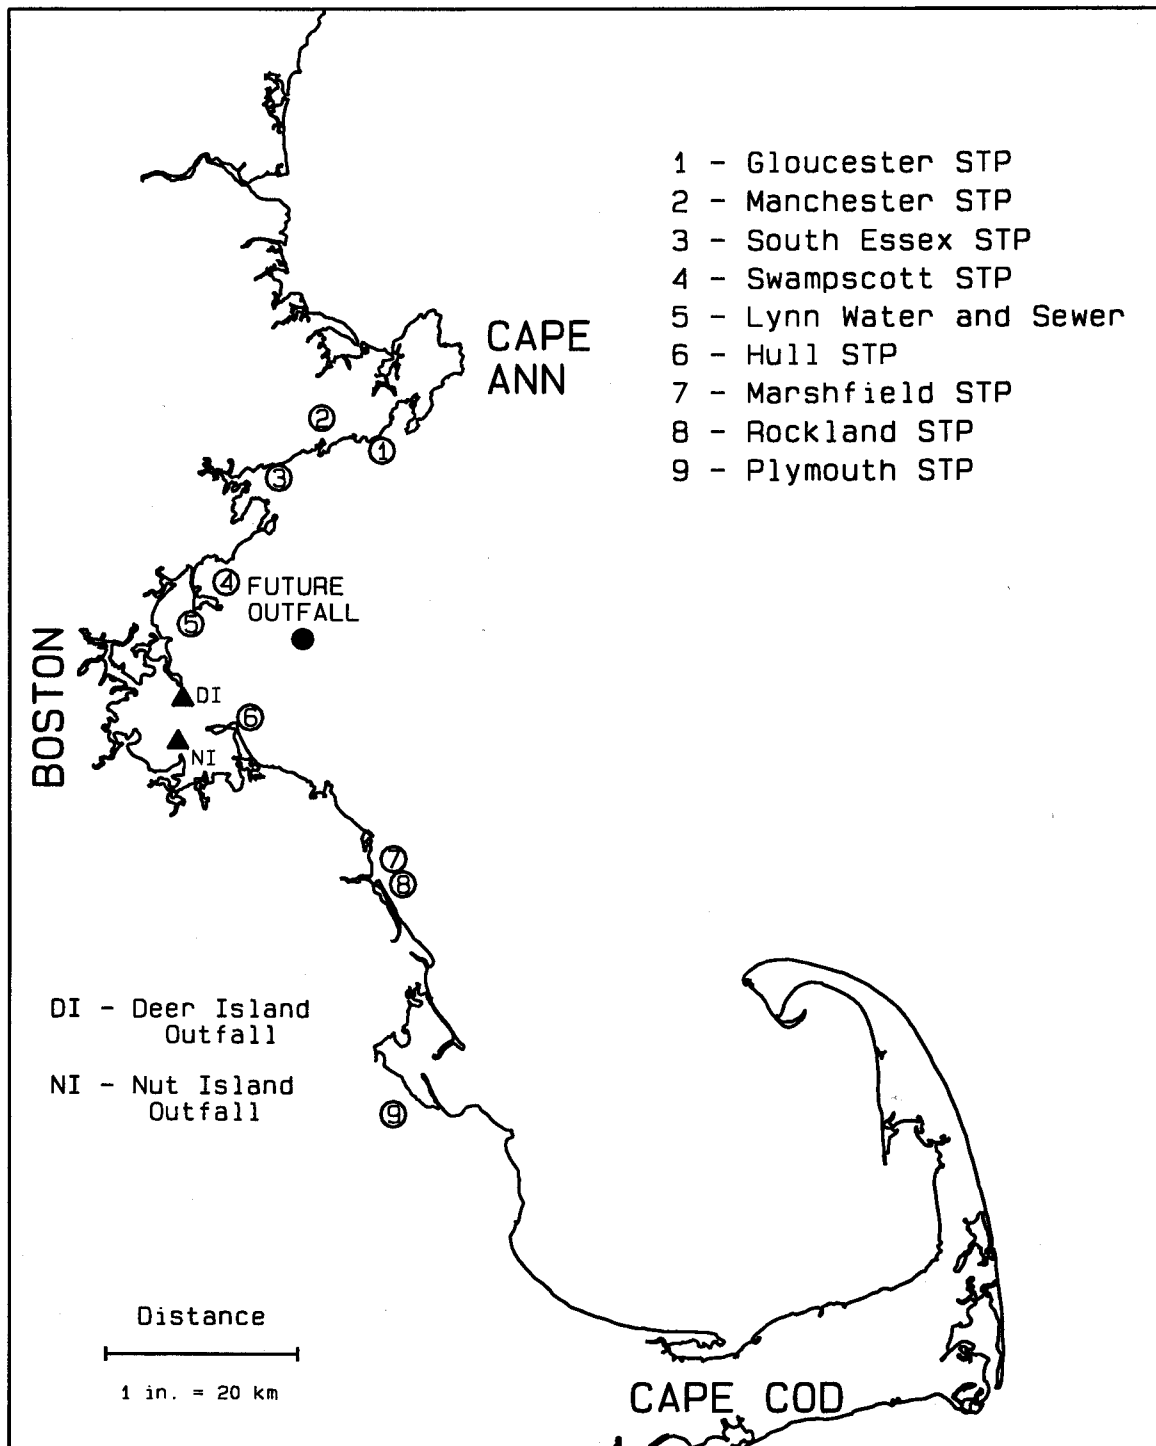 1 - Gloucester STP
2 - Manchester STP
3 - South Essex STP
4 - Swampscott STP
5 - Lynn Water and Sewer
6 - Hull STP
7 - Marshfield STP
8 - Rockland STP
9 - Plymouth STP
CAPE
ANN
2
1
3
4
FUTURE
OUTFALL
5
BOSTON
DI
6
NI
7
8
DI - Deer Island
Outfall
NI - Nut Island
Outfall
9
Distance
1 in. = 20 km
CAPE COD